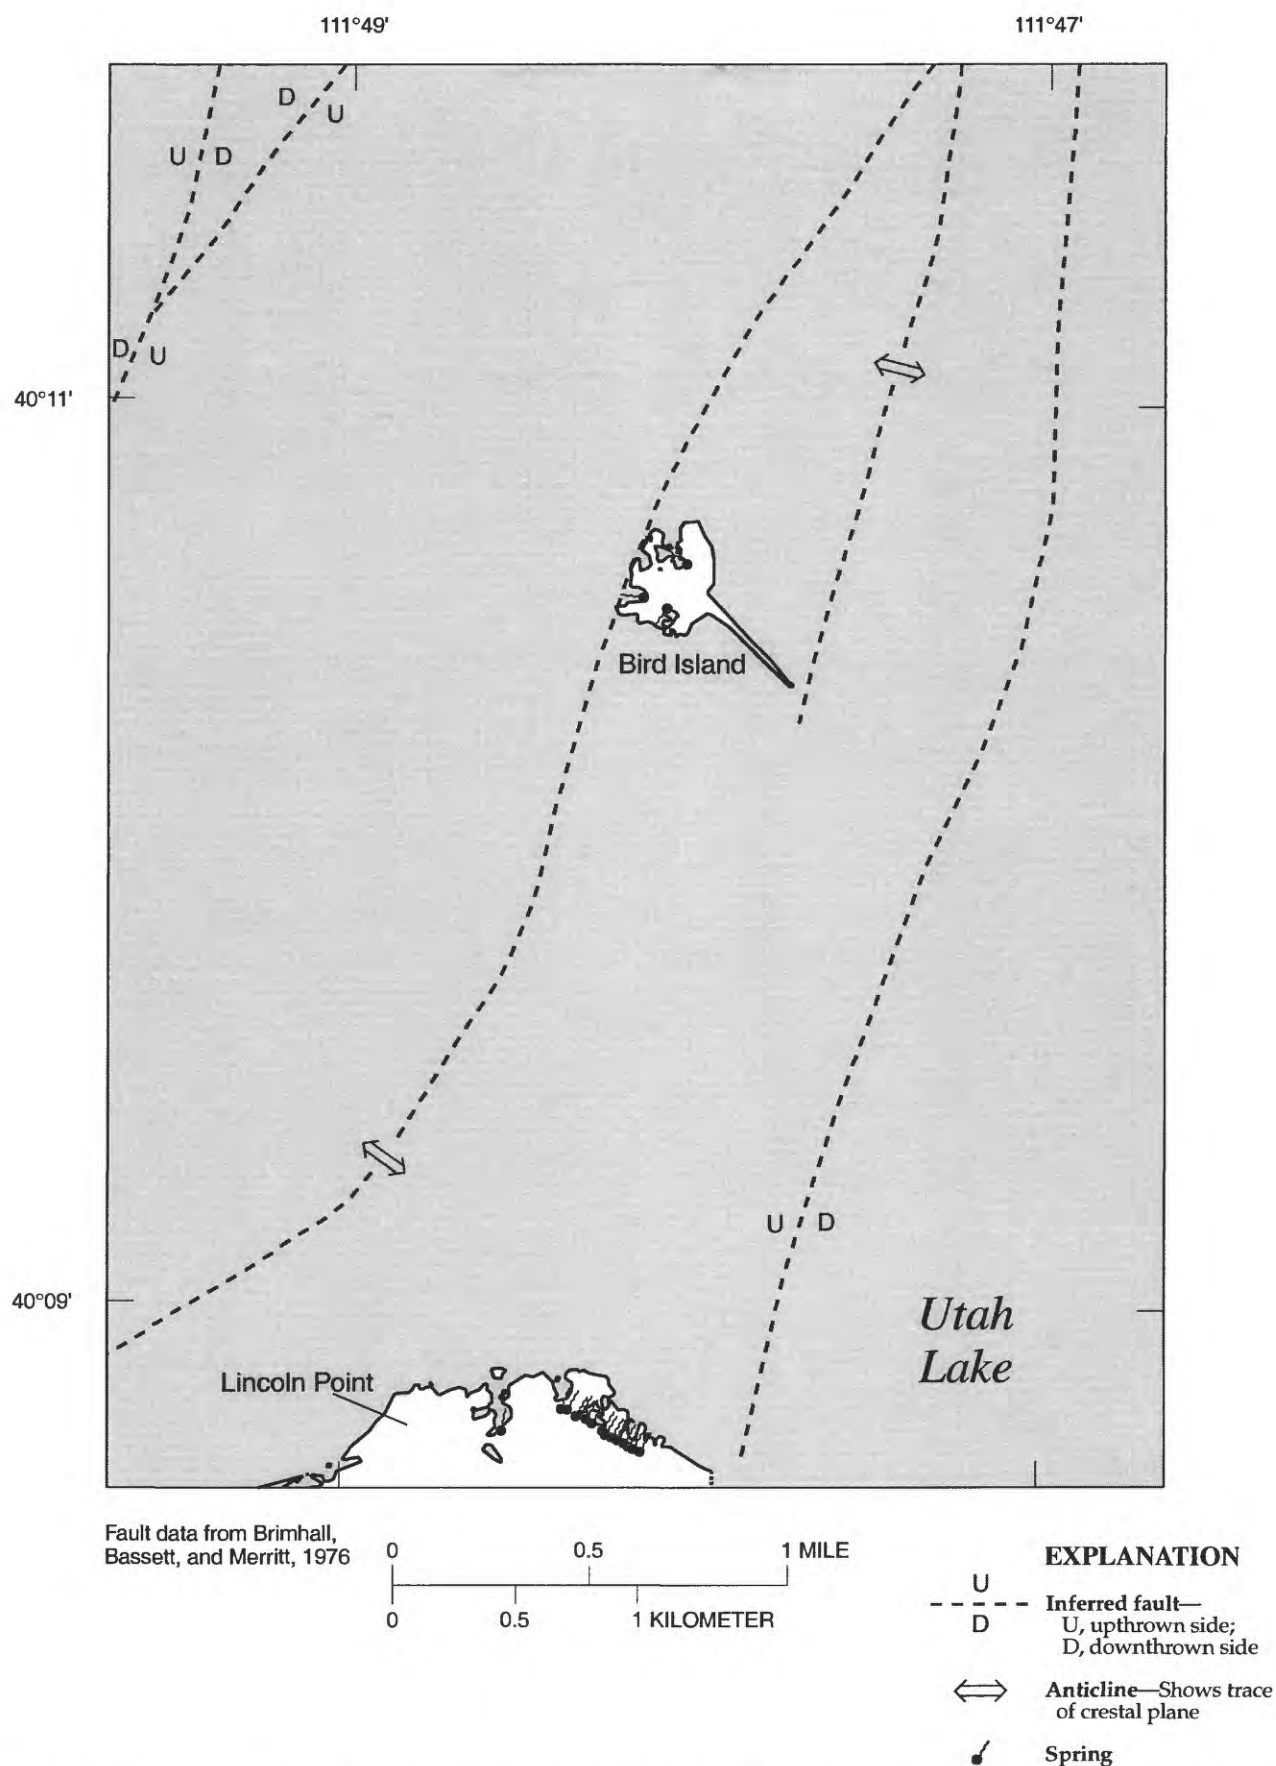 111°49'
111°47'
D
U
U D
D U
40°11'
Bird Island
U D
40°09'
Utah
Lake
Lincoln Point
Fault data from Brimhall,
Bassett, and Merritt, 1976
0 0.5 1 MILE
0 0.5 1 KILOMETER
EXPLANATION
U
D
Inferred fault—
U, upthrown side;
D, downthrown side
Anticline—Shows trace
of crestal plane
Spring